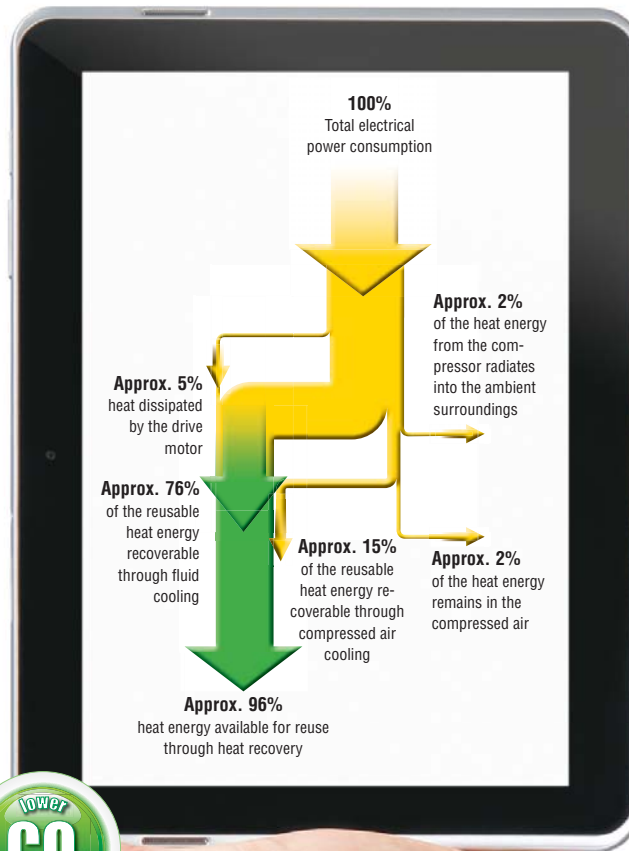 100%
Total electrical
power consumption
Approx. 2%
of the heat energy
from the com-
pressor radiates
into the ambient
surroundings
Approx. 5%
heat dissipated
by the drive
motor
Approx. 76%
of the reusable
heat energy
recoverable
through fluid
cooling
Approx. 15%
of the reusable
heat energy re-
coverable through
compressed air
cooling
Approx. 2%
of the heat energy
remains in the
compressed air
Approx. 96%
heat energy available for reuse
through heat recovery
lower
CO